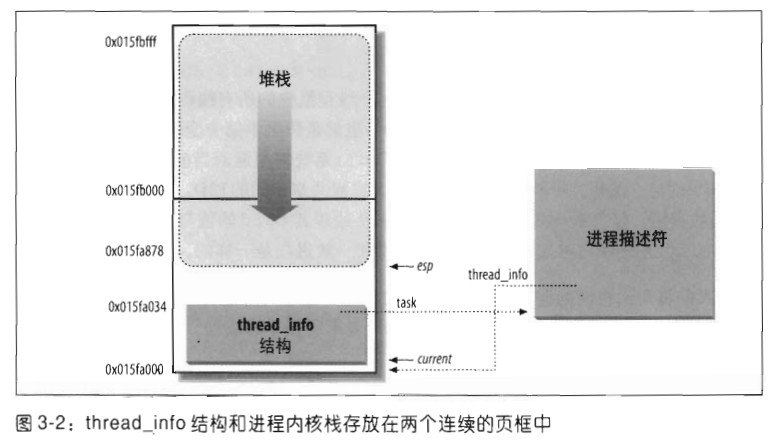 0x015fbfff
堆栈
0x015fb000
进程描述符
0x015fa878
esp
thread_info
0x015fa034
task
thread_info
结构
current
0x015fa000
图 3-2：thread_info 结构和进程内核栈存放在两个连续的页框中